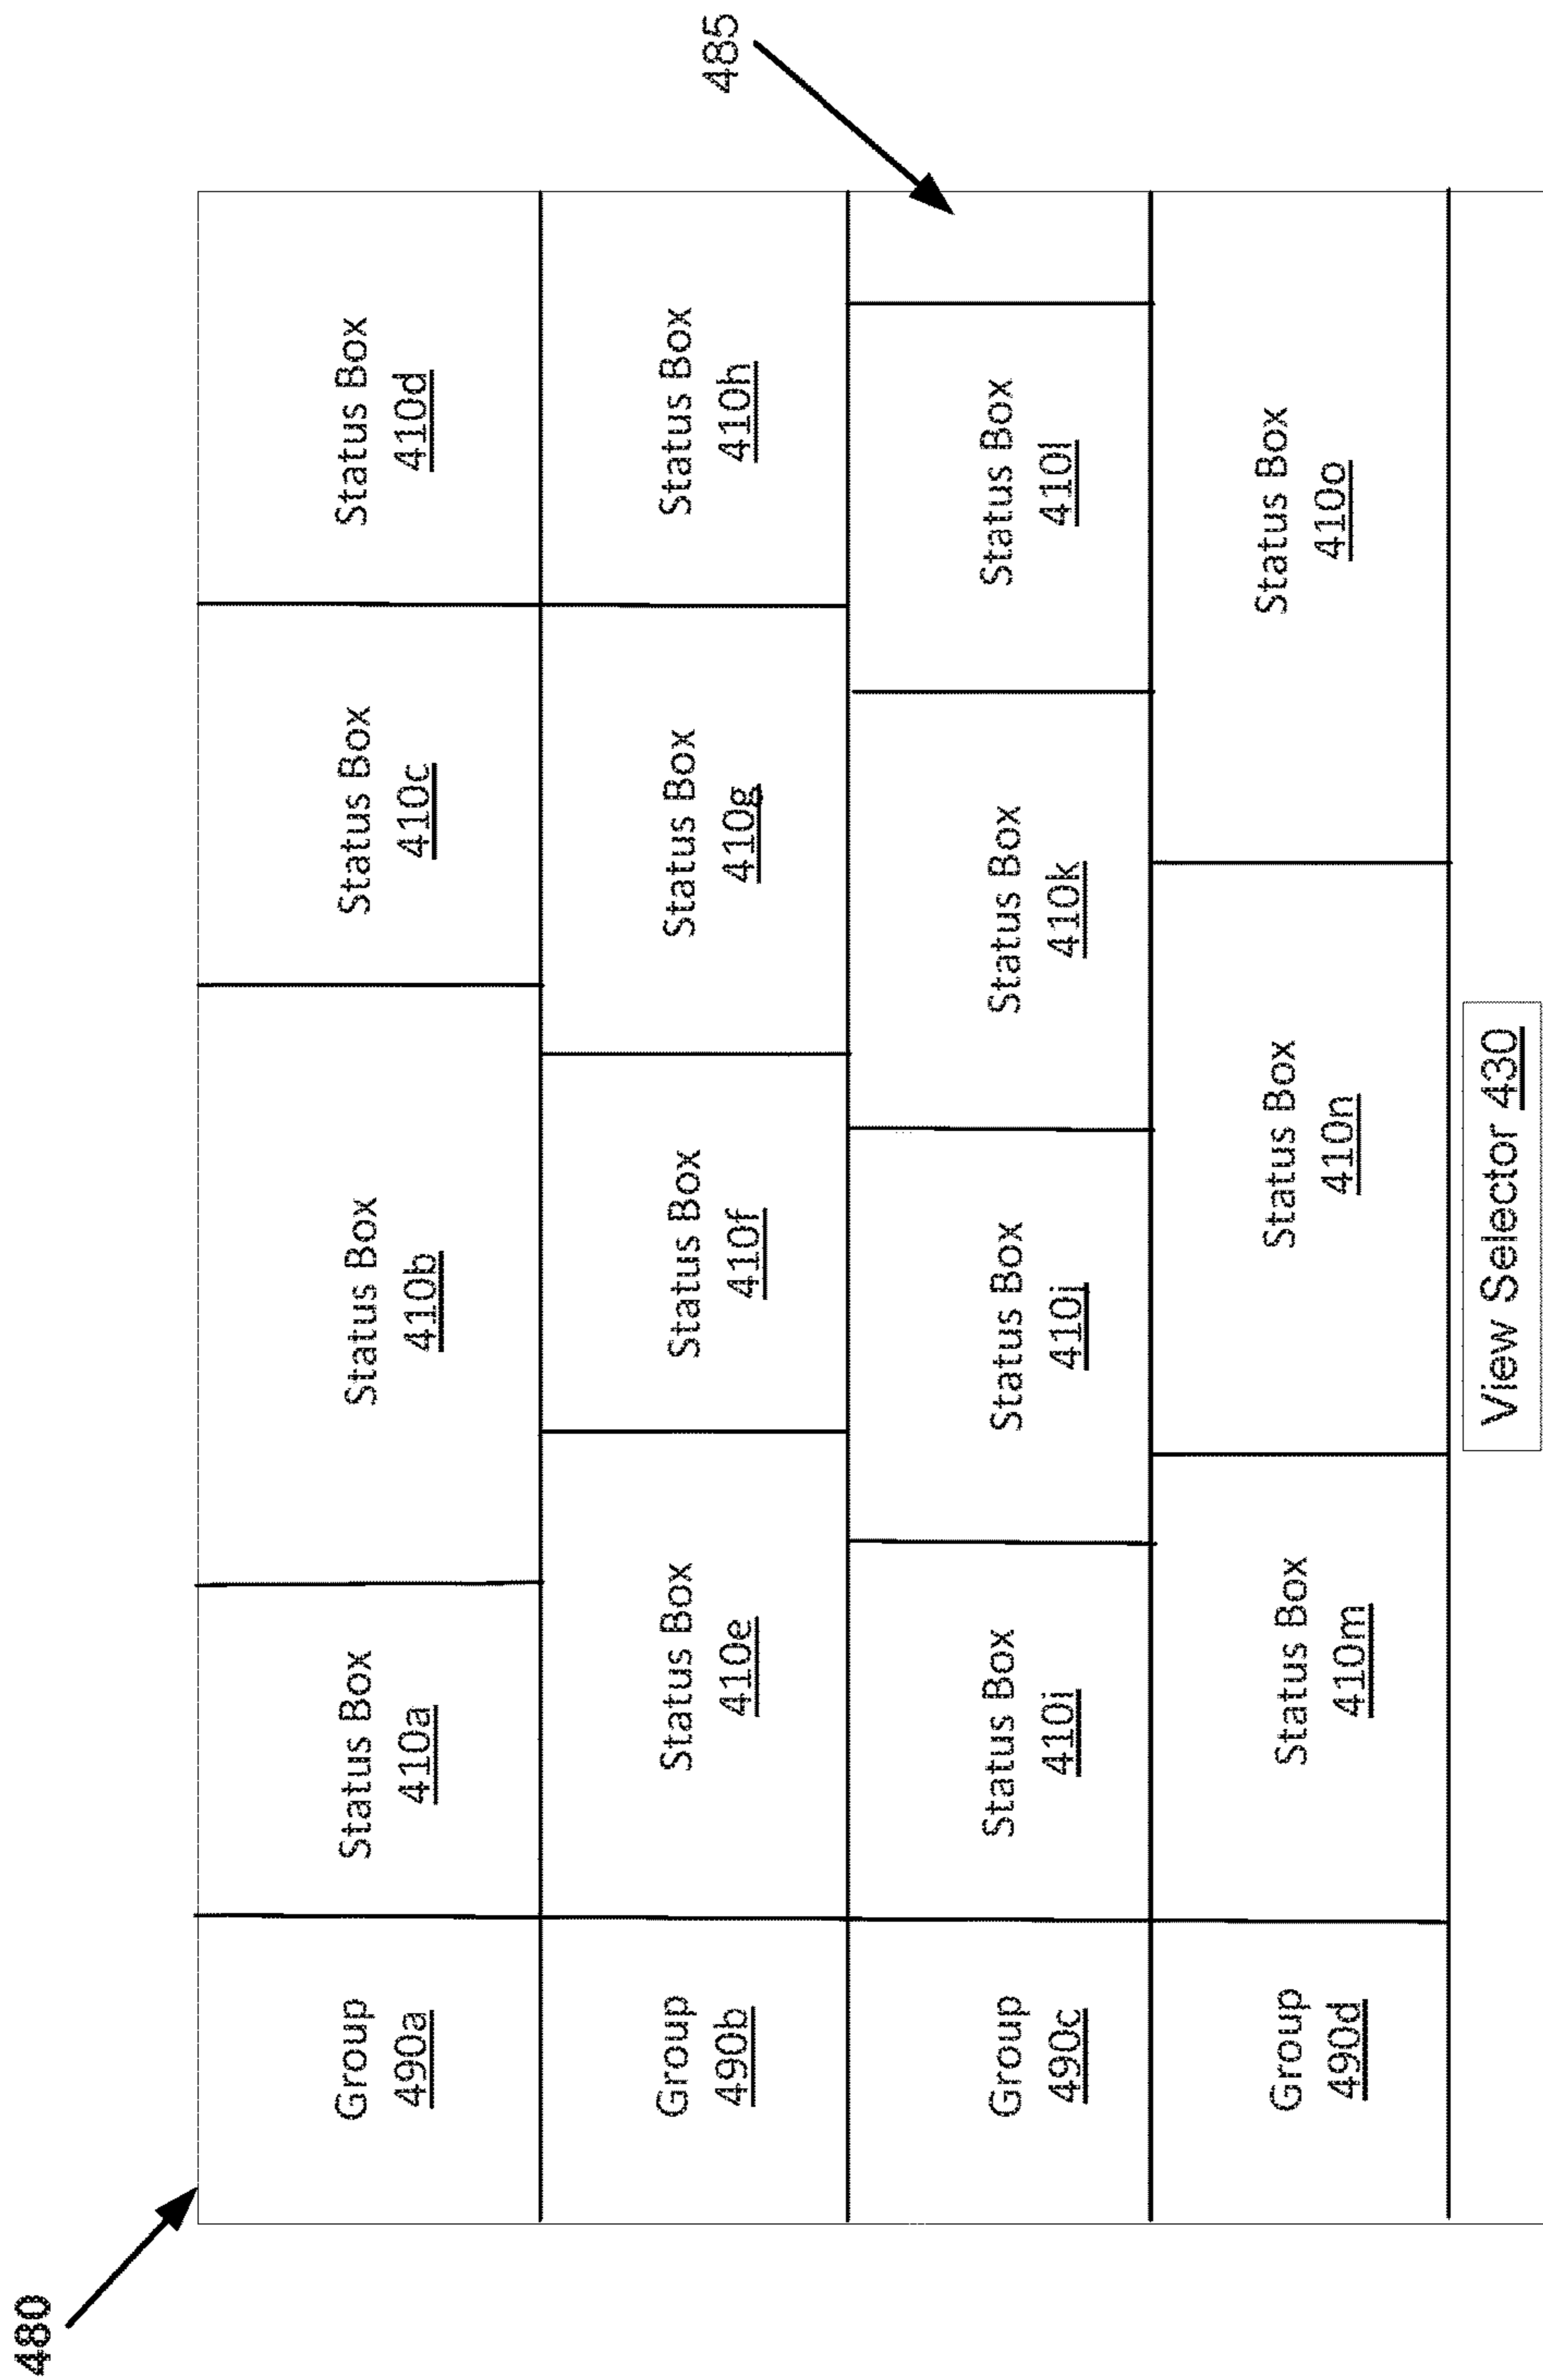 480
485
Group
490a
Status Box
410a
Status Box
410b
Status Box
410c
Status Box
410d
Group
490b
Status Box
410e
Status Box
410f
Status Box
410g
Status Box
410h
Group
490c
Status Box
410i
Status Box
410j
Status Box
410k
Status Box
410l
Group
490d
Status Box
410m
Status Box
410n
Status Box
410o
View Selector 430